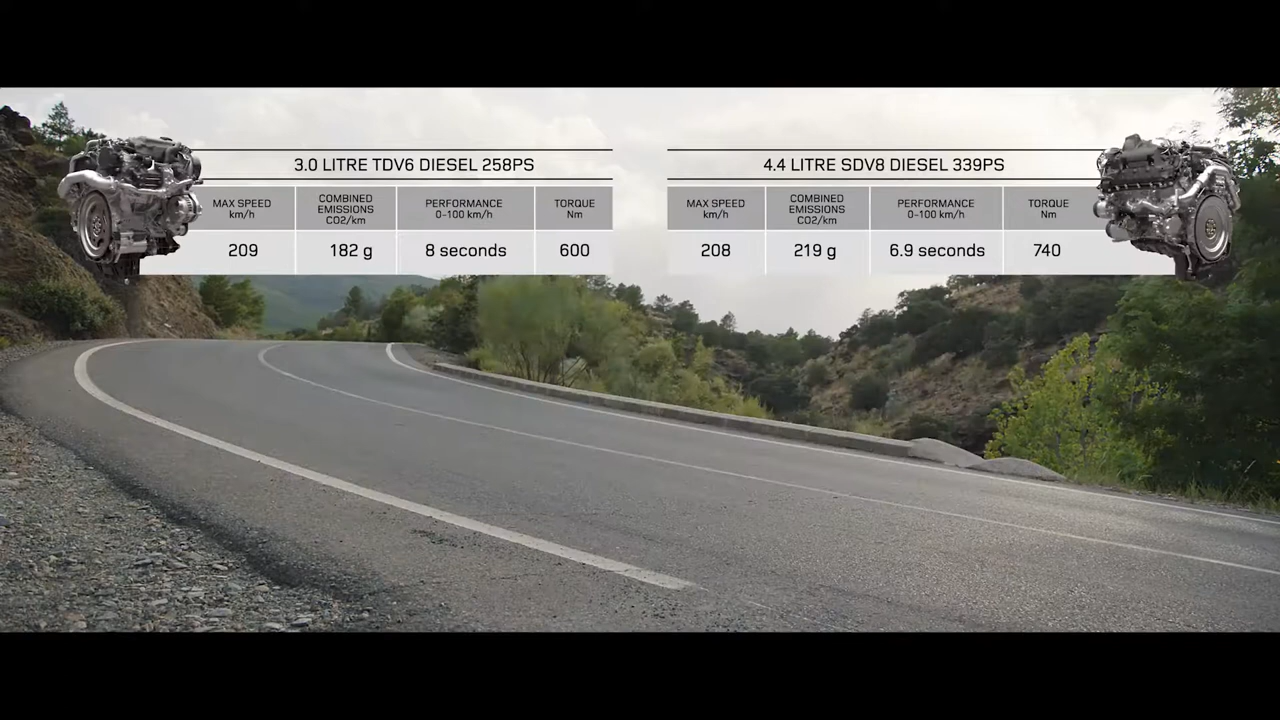 3.0 LITRE TDV6 DIESEL 258PS
MAX SPEED
km/h
COMBINED
EMISSIONS
CO2/km
PERFORMANCE
0-100 km/h
TORQUE
Nm
209
182 g
8 seconds
600
4.4 LITRE SDV8 DIESEL 339PS
MAX SPEED
km/h
COMBINED
EMISSIONS
CO2/km
PERFORMANCE
0-100 km/h
TORQUE
Nm
208
219 g
6.9 seconds
740